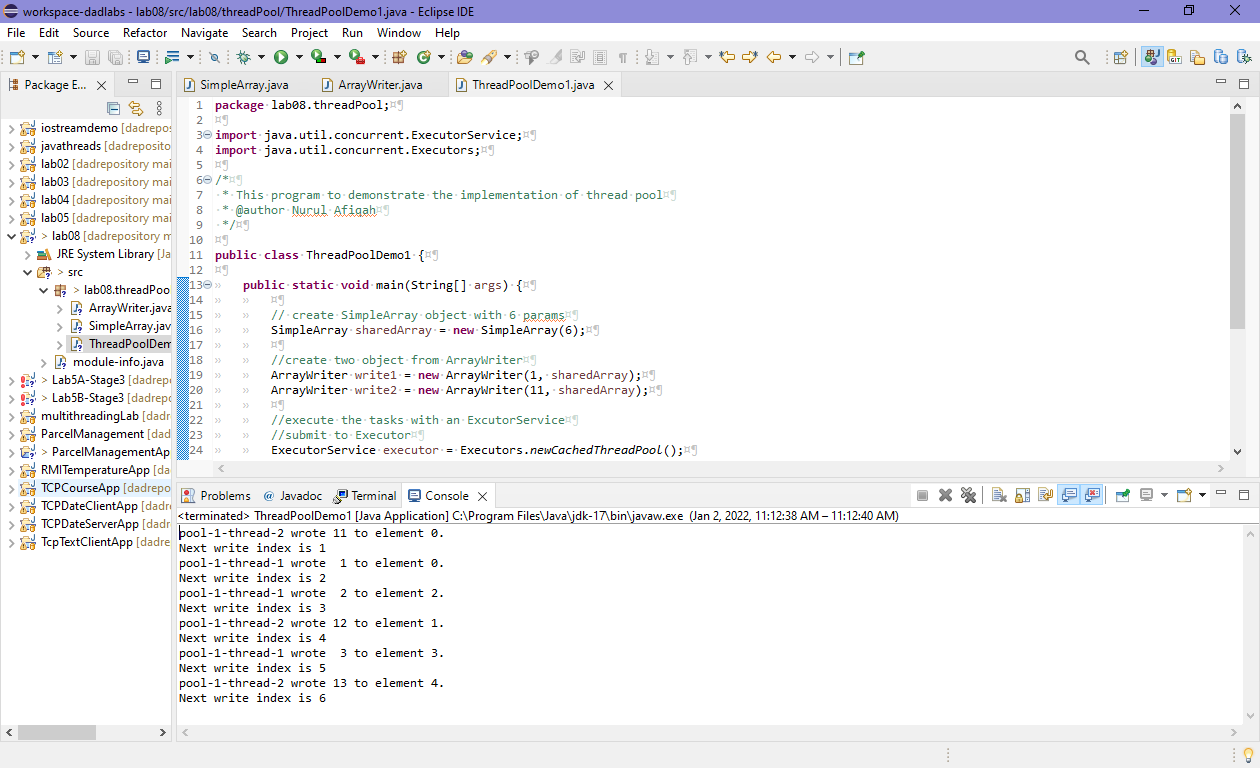 workspace-dadlabs - lab08/src/lab08/threadPool/ThreadPoolDemo1.java - Eclipse IDE
File Edit Source Refactor Navigate Search Project Run Window Help
Package E...
iostreamdemo [dadrepos
javathreads [dadreposito
lab02 [dadrepository mai
lab03 [dadrepository mai
lab04 [dadrepository mai
lab05 [dadrepository mai
> lab08 [dadrepository m
JRE System Library [Ja
> src
> lab08.threadPoo
ArrayWriter.java
SimpleArray.jav
ThreadPoolDem
module-info.java
> Lab5A-Stage3 [dadrep
> Lab5B-Stage3 [dadrep
multithreadingLab [dadr
ParcelManagement [dad
> ParcelManagementAp
RMITemperatureApp [da
TCPCourseApp [dadrepo
TCPDateClientApp [dadre
TCPDateServerApp [dadre
TcpTextClientApp [dadre
SimpleArray.java ArrayWriter.java ThreadPoolDemo1.java
1 package lab08.threadPool;
2
3 import java.util.concurrent.ExecutorService;
4 import java.util.concurrent.Executors;
5
6 /*
7 * This program to demonstrate the implementation of thread pool
8 * @author Nurul Afiqah
9 */
10
11 public class ThreadPoolDemo1 {
12
13 public static void main(String[] args) {
14
15 // create SimpleArray object with 6 params
16 SimpleArray sharedArray = new SimpleArray(6);
17
18 //create two object from ArrayWriter
19 ArrayWriter write1 = new ArrayWriter(1, sharedArray);
20 ArrayWriter write2 = new ArrayWriter(11, sharedArray);
21
22 //execute the tasks with an ExcutorService
23 //submit to Executor
24 ExecutorService executor = Executors.newCachedThreadPool();
Problems Javadoc Terminal Console
<terminated> ThreadPoolDemo1 [Java Application] C:\Program Files\Java\jdk-17\bin\javaw.exe (Jan 2, 2022, 11:12:38 AM – 11:12:40 AM)
pool-1-thread-2 wrote 11 to element 0.
Next write index is 1
pool-1-thread-1 wrote  1 to element 0.
Next write index is 2
pool-1-thread-1 wrote  2 to element 2.
Next write index is 3
pool-1-thread-2 wrote 12 to element 1.
Next write index is 4
pool-1-thread-1 wrote  3 to element 3.
Next write index is 5
pool-1-thread-2 wrote 13 to element 4.
Next write index is 6